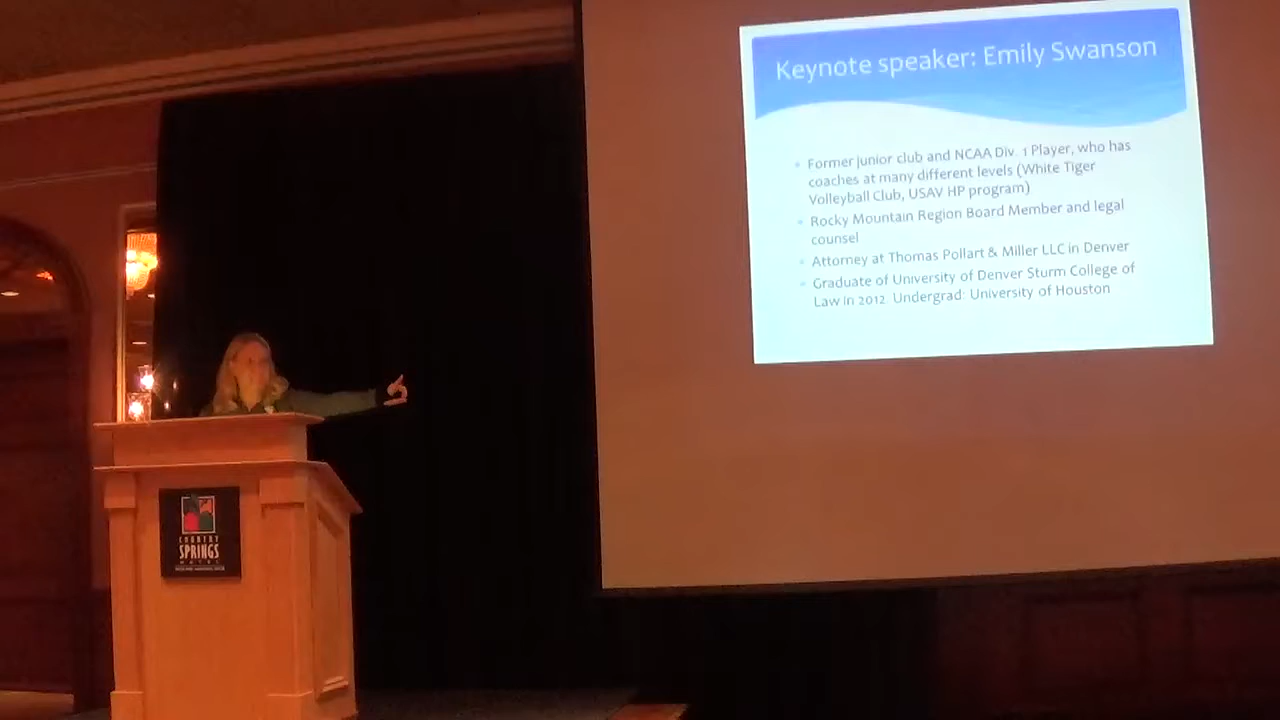 Keynote speaker: Emily Swanson
Former junior club and NCAA Div. 1 Player, who has
coaches at many different levels (White Tiger
Volleyball Club, USAV HP program)
Rocky Mountain Region Board Member and legal
counsel
Attorney at Thomas Pollart & Miller LLC in Denver
Graduate of University of Denver Sturm College of
Law in 2012. Undergrad: University of Houston
COUNTRY
SPRINGS
HOTEL